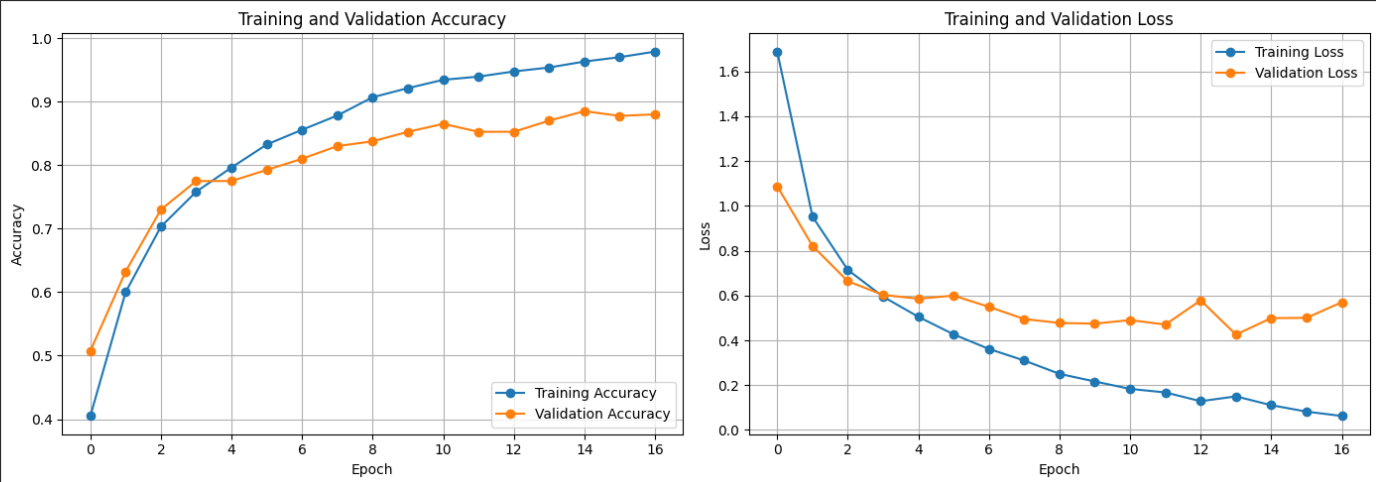 Training and Validation Accuracy
1.0
0.9
0.8
0.7
0.6
0.5
0.4
Accuracy
Training Accuracy
Validation Accuracy
0 2 4 6 8 10 12 14 16
Epoch
Training and Validation Loss
Training Loss
Validation Loss
1.6
1.4
1.2
1.0
0.8
0.6
0.4
0.2
0.0
Loss
0 2 4 6 8 10 12 14 16
Epoch